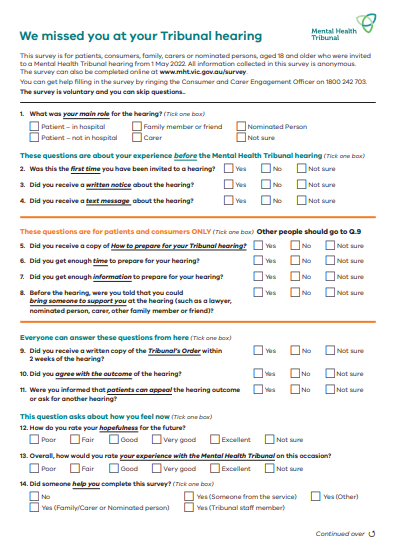 We missed you at your Tribunal hearing
Mental Health
Tribunal
This survey is for patients, consumers, family, carers or nominated persons, aged 18 and older who were invited
to a Mental Health Tribunal hearing from 1 May 2022. All information collected in this survey is anonymous.
The survey can also be completed online at www.mht.vic.gov.au/survey.
You can get help filling in the survey by ringing the Consumer and Carer Engagement Officer on 1800 242 703.
The survey is voluntary and you can skip questions..
1. What was your main role for the hearing? (Tick one box)
Patient – in hospital Family member or friend Nominated Person
Patient – not in hospital Carer Not sure
These questions are about your experience before the Mental Health Tribunal hearing (Tick one box)
2. Was this the first time you have been invited to a hearing? Yes No Not sure
3. Did you receive a written notice about the hearing? Yes No Not sure
4. Did you receive a text message about the hearing? Yes No Not sure
These questions are for patients and consumers ONLY (Tick one box) Other people should go to Q.9
5. Did you receive a copy of How to prepare for your Tribunal hearing? Yes No Not sure
6. Did you get enough time to prepare for your hearing? Yes No Not sure
7. Did you get enough information to prepare for your hearing? Yes No Not sure
8. Before the hearing, were you told that you could Yes No Not sure
bring someone to support you at the hearing (such as a lawyer,
nominated person, carer, other family member or friend)?
Everyone can answer these questions from here (Tick one box)
9. Did you receive a written copy of the Tribunal's Order within Yes No Not sure
2 weeks of the hearing?
10. Did you agree with the outcome of the hearing? Yes No Not sure
11. Were you informed that patients can appeal the hearing outcome Yes No Not sure
or ask for another hearing?
This question asks about how you feel now (Tick one box)
12. How do you rate your hopefulness for the future?
Poor Fair Good Very good Excellent Not sure
13. Overall, how would you rate your experience with the Mental Health Tribunal on this occasion?
Poor Fair Good Very good Excellent Not sure
14. Did someone help you complete this survey? (Tick one box)
No Yes (Someone from the service) Yes (Other)
Yes (Family/Carer or Nominated person) Yes (Tribunal staff member)
Continued over